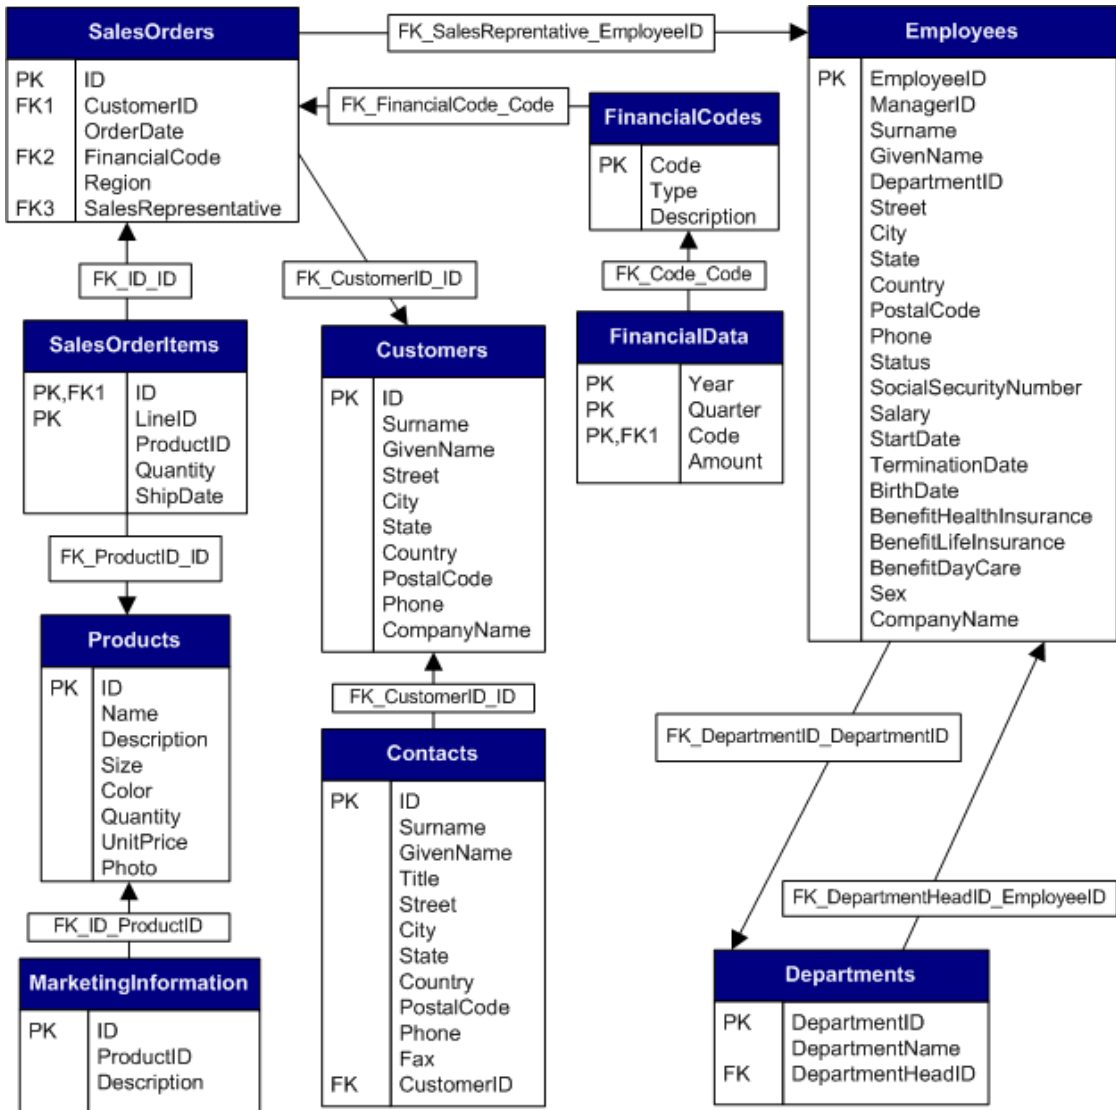 SalesOrders
PK ID
FK1 CustomerID
OrderDate
FK2 FinancialCode
Region
FK3 SalesRepresentative
FK_SalesReprentative_EmployeeID
Employees
PK EmployeeID
ManagerID
Surname
GivenName
DepartmentID
Street
City
State
Country
PostalCode
Phone
Status
SocialSecurityNumber
Salary
StartDate
TerminationDate
BirthDate
BenefitHealthInsurance
BenefitLifeInsurance
BenefitDayCare
Sex
CompanyName
FK_FinancialCode_Code
FinancialCodes
PK Code
Type
Description
FK_ID_ID
FK_CustomerID_ID
FK_Code_Code
SalesOrderItems
PK,FK1 ID
PK LineID
ProductID
Quantity
ShipDate
Customers
PK ID
Surname
GivenName
Street
City
State
Country
PostalCode
Phone
CompanyName
FinancialData
PK Year
PK Quarter
PK,FK1 Code
Amount
FK_ProductID_ID
Products
PK ID
Name
Description
Size
Color
Quantity
UnitPrice
Photo
FK_CustomerID_ID
Contacts
PK ID
Surname
GivenName
Title
Street
City
State
Country
PostalCode
Phone
Fax
FK CustomerID
FK_DepartmentID_DepartmentID
FK_DepartmentHeadID_EmployeeID
FK_ID_ProductID
MarketingInformation
PK ID
ProductID
Description
Departments
PK DepartmentID
DepartmentName
FK DepartmentHeadID